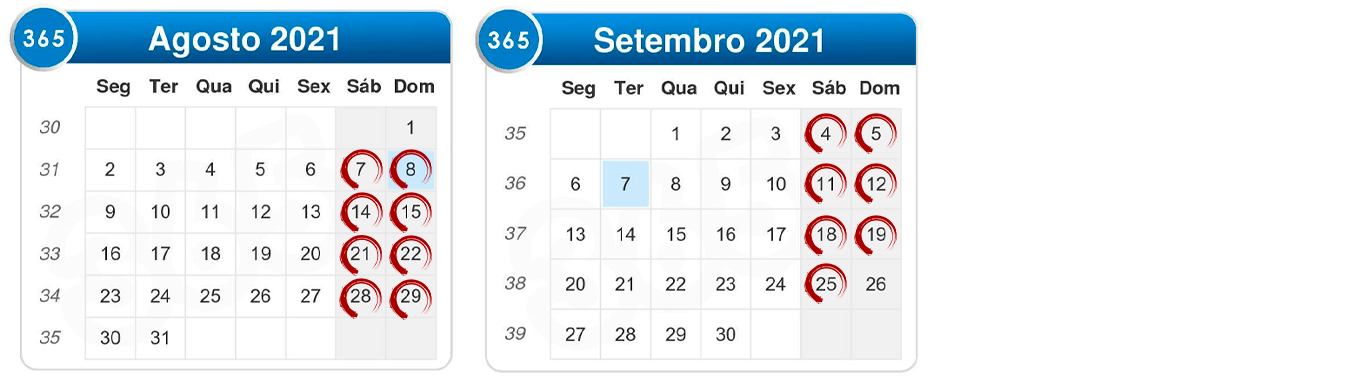 365 Agosto 2021
Seg Ter Qua Qui Sex Sáb Dom
30 1
31 2 3 4 5 6 7 8
32 9 10 11 12 13 14 15
33 16 17 18 19 20 21 22
34 23 24 25 26 27 28 29
35 30 31
365 Setembro 2021
Seg Ter Qua Qui Sex Sáb Dom
35 1 2 3 4 5
36 6 7 8 9 10 11 12
37 13 14 15 16 17 18 19
38 20 21 22 23 24 25 26
39 27 28 29 30